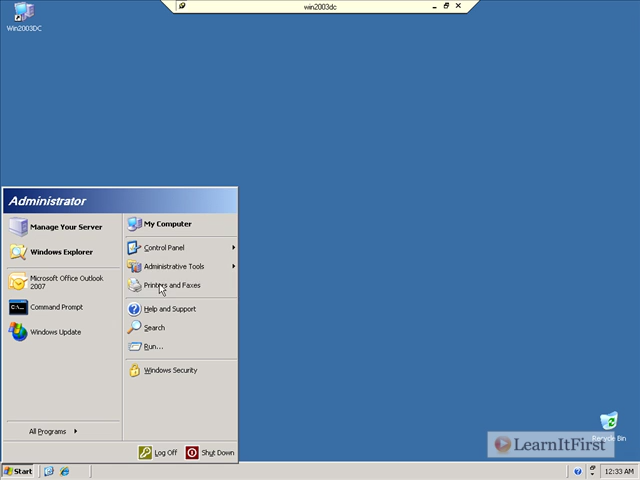 win2003dc
Win2003DC
Administrator
Manage Your Server
Windows Explorer
Microsoft Office Outlook
2007
C:\...
Command Prompt
Windows Update
All Programs
My Computer
Control Panel
Administrative Tools
Printers and Faxes
Help and Support
Search
Run...
Windows Security
Log Off
Shut Down
Recycle Bin
LearnItFirst
Start
12:33 AM